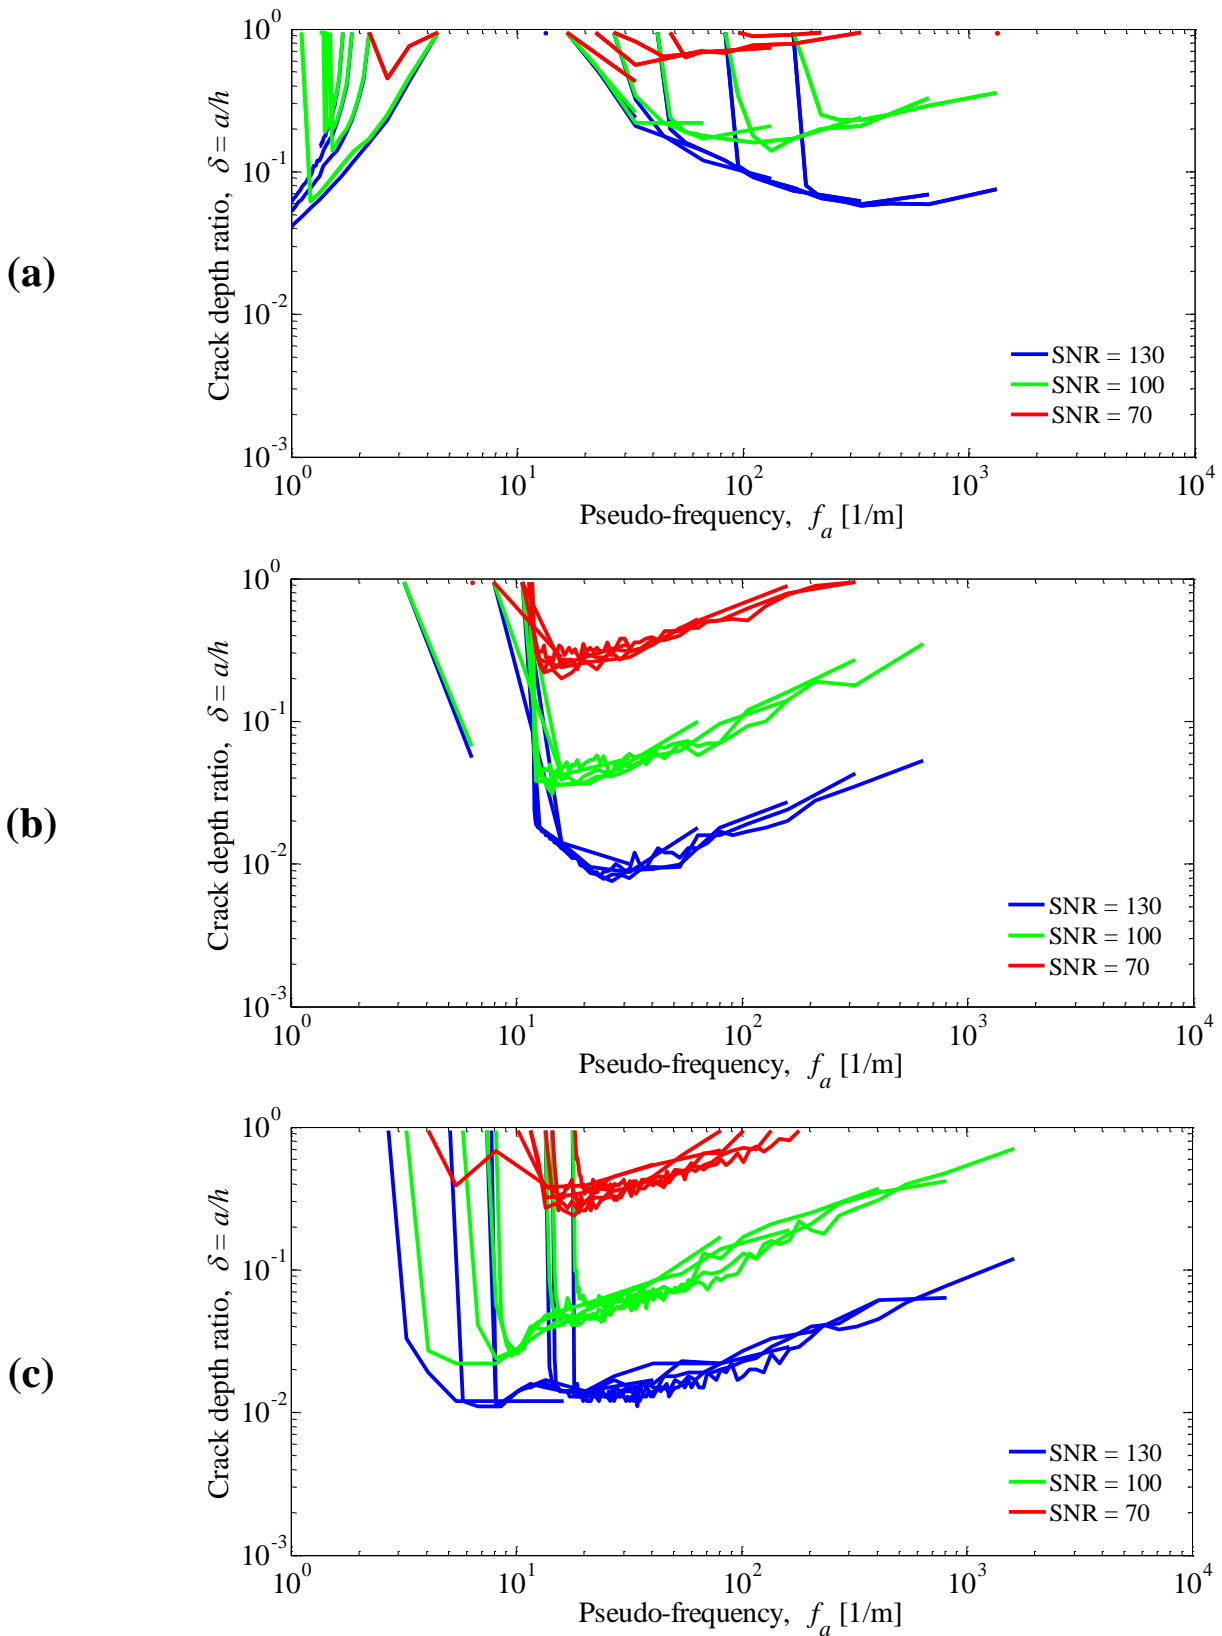 (a)
Crack depth ratio, δ = a/h
10^0
10^-1
10^-2
10^-3
SNR = 130
SNR = 100
SNR = 70
10^0 10^1 10^2 10^3 10^4
Pseudo-frequency, f_a [1/m]
(b)
Crack depth ratio, δ = a/h
10^0
10^-1
10^-2
10^-3
SNR = 130
SNR = 100
SNR = 70
10^0 10^1 10^2 10^3 10^4
Pseudo-frequency, f_a [1/m]
(c)
Crack depth ratio, δ = a/h
10^0
10^-1
10^-2
10^-3
SNR = 130
SNR = 100
SNR = 70
10^0 10^1 10^2 10^3 10^4
Pseudo-frequency, f_a [1/m]